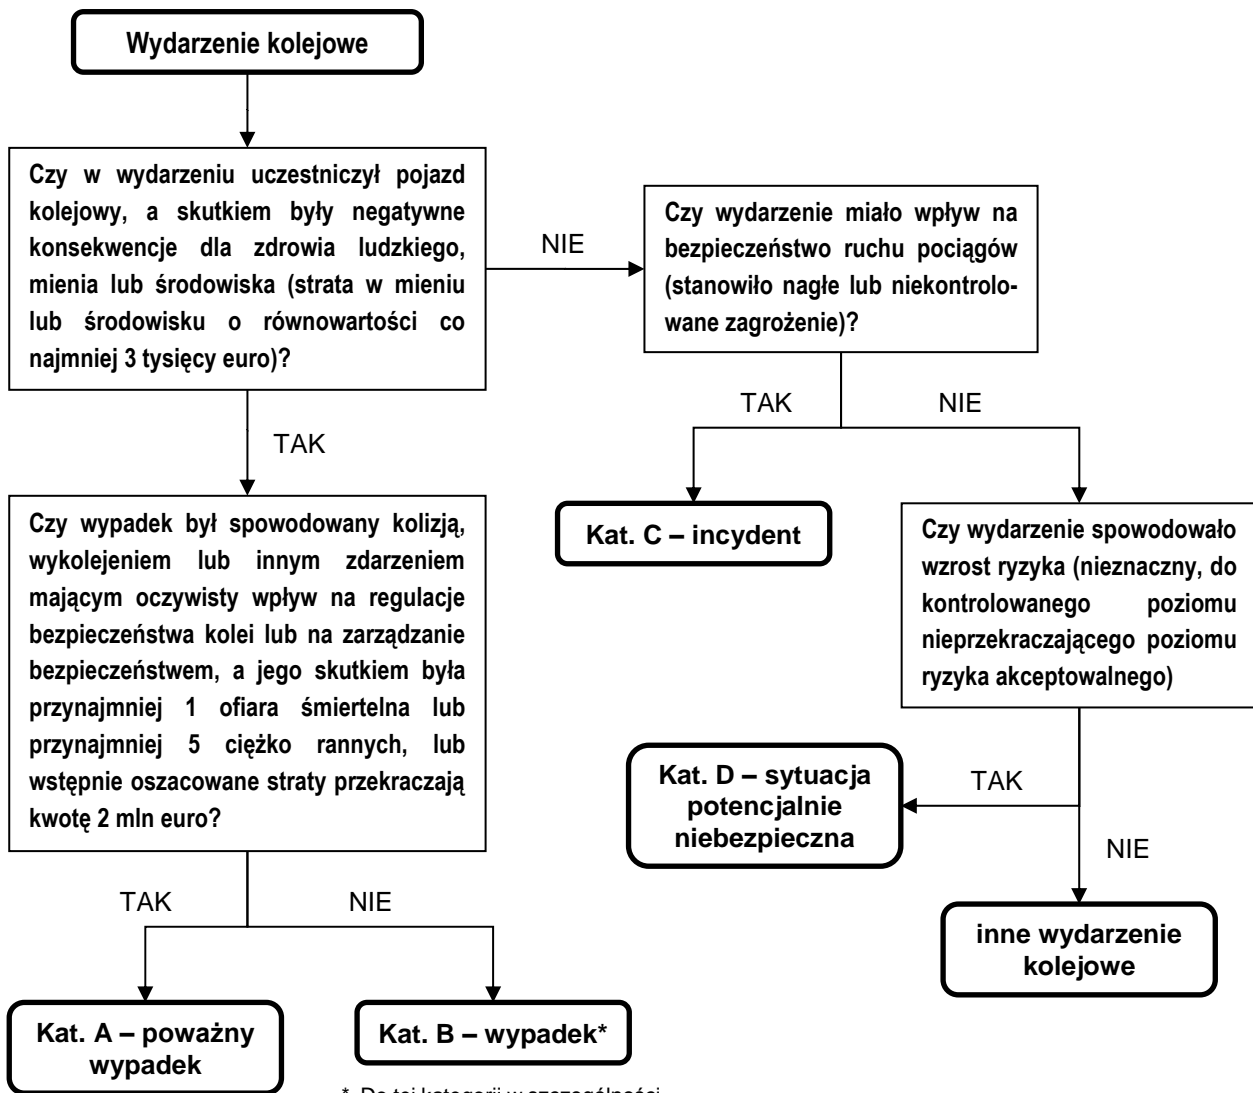 Wydarzenie kolejowe
Czy w wydarzeniu uczestniczył pojazd
kolejowy, a skutkiem były negatywne
konsekwencje dla zdrowia ludzkiego,
mienia lub środowiska (strata w mieniu
lub środowisku o równowartości co
najmniej 3 tysięcy euro)?
NIE
Czy wydarzenie miało wpływ na
bezpieczeństwo ruchu pociągów
(stanowiło nagłe lub niekontrolo-
wane zagrożenie)?
TAK
NIE
TAK
Czy wypadek był spowodowany kolizją,
wykolejeniem lub innym zdarzeniem
mającym oczywisty wpływ na regulacje
bezpieczeństwa kolei lub na zarządzanie
bezpieczeństwem, a jego skutkiem była
przynajmniej 1 ofiara śmiertelna lub
przynajmniej 5 ciężko rannych, lub
wstępnie oszacowane straty przekraczają
kwotę 2 mln euro?
Kat. C – incydent
Czy wydarzenie spowodowało
wzrost ryzyka (nieznaczny, do
kontrolowanego poziomu
nieprzekraczającego poziomu
ryzyka akceptowalnego)
Kat. D – sytuacja
potencjalnie
niebezpieczna
TAK
NIE
TAK
NIE
inne wydarzenie
kolejowe
Kat. A – poważny
wypadek
Kat. B – wypadek*
* Do tej kategorii w szczególności